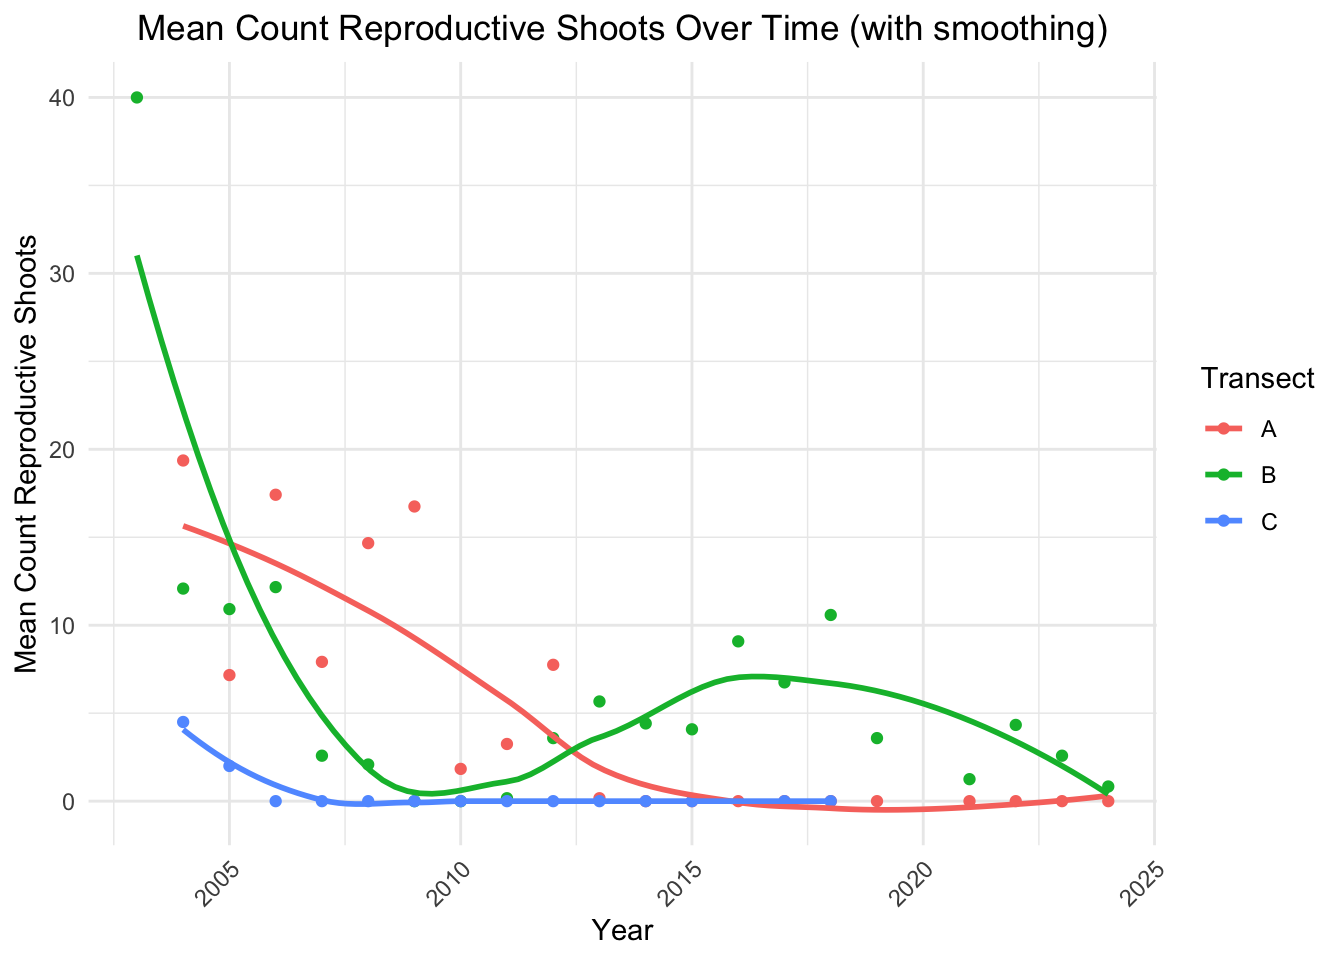 Mean Count Reproductive Shoots Over Time (with smoothing)
Mean Count Reproductive Shoots
40
30
20
10
0
2005
2010
2015
2020
2025
Year
Transect
A
B
C